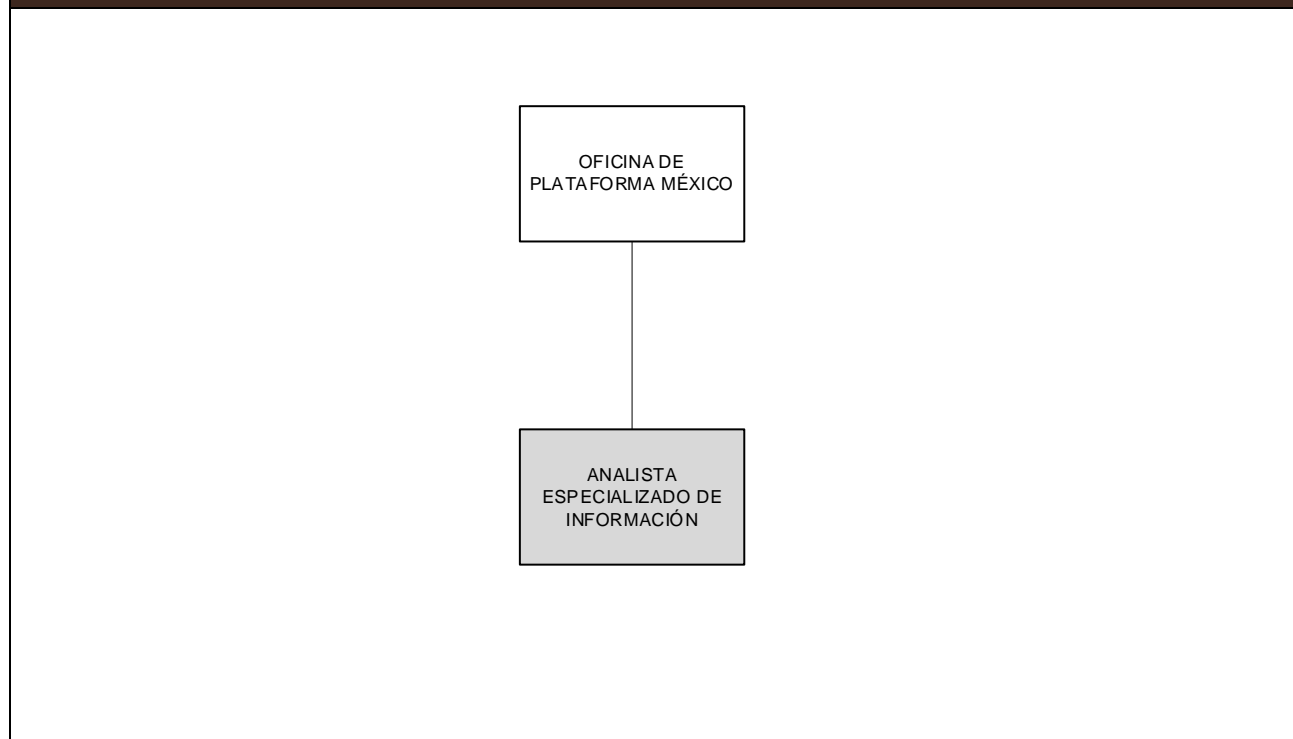 OFICINA DE
PLATAFORMA MÉXICO
ANALISTA
ESPECIALIZADO DE
INFORMACIÓN